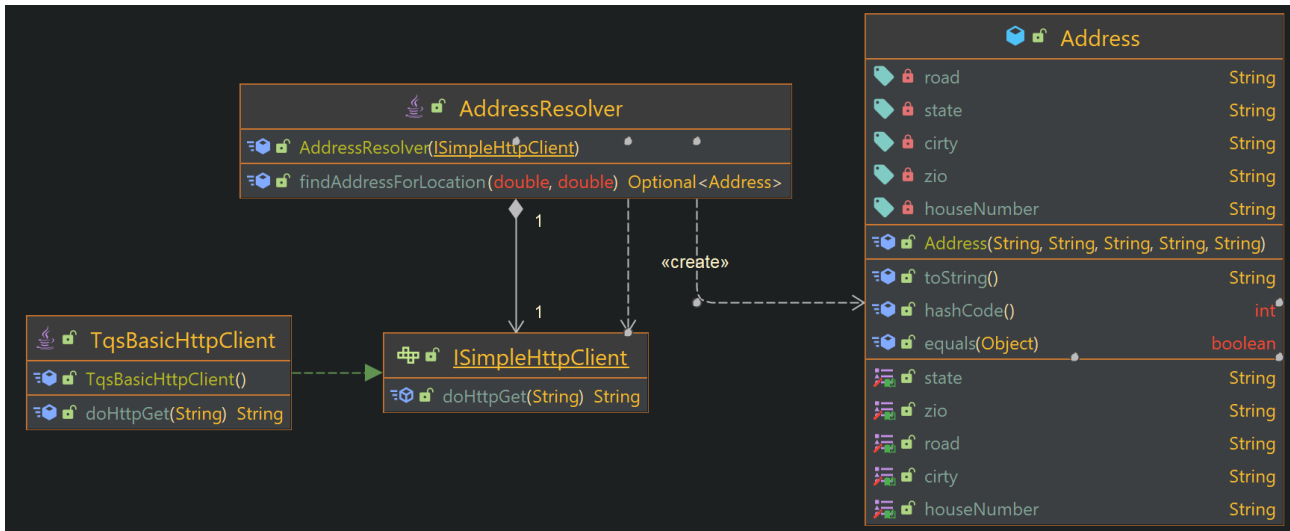 AddressResolver
AddressResolver(ISimpleHttpClient)
findAddressForLocation(double, double) Optional<Address>
1
«create»
1
TqsBasicHttpClient
TqsBasicHttpClient()
doHttpGet(String) String
ISimpleHttpClient
doHttpGet(String) String
Address
road String
state String
cirty String
zio String
houseNumber String
Address(String, String, String, String, String)
toString() String
hashCode() int
equals(Object) boolean
state String
zio String
road String
cirty String
houseNumber String